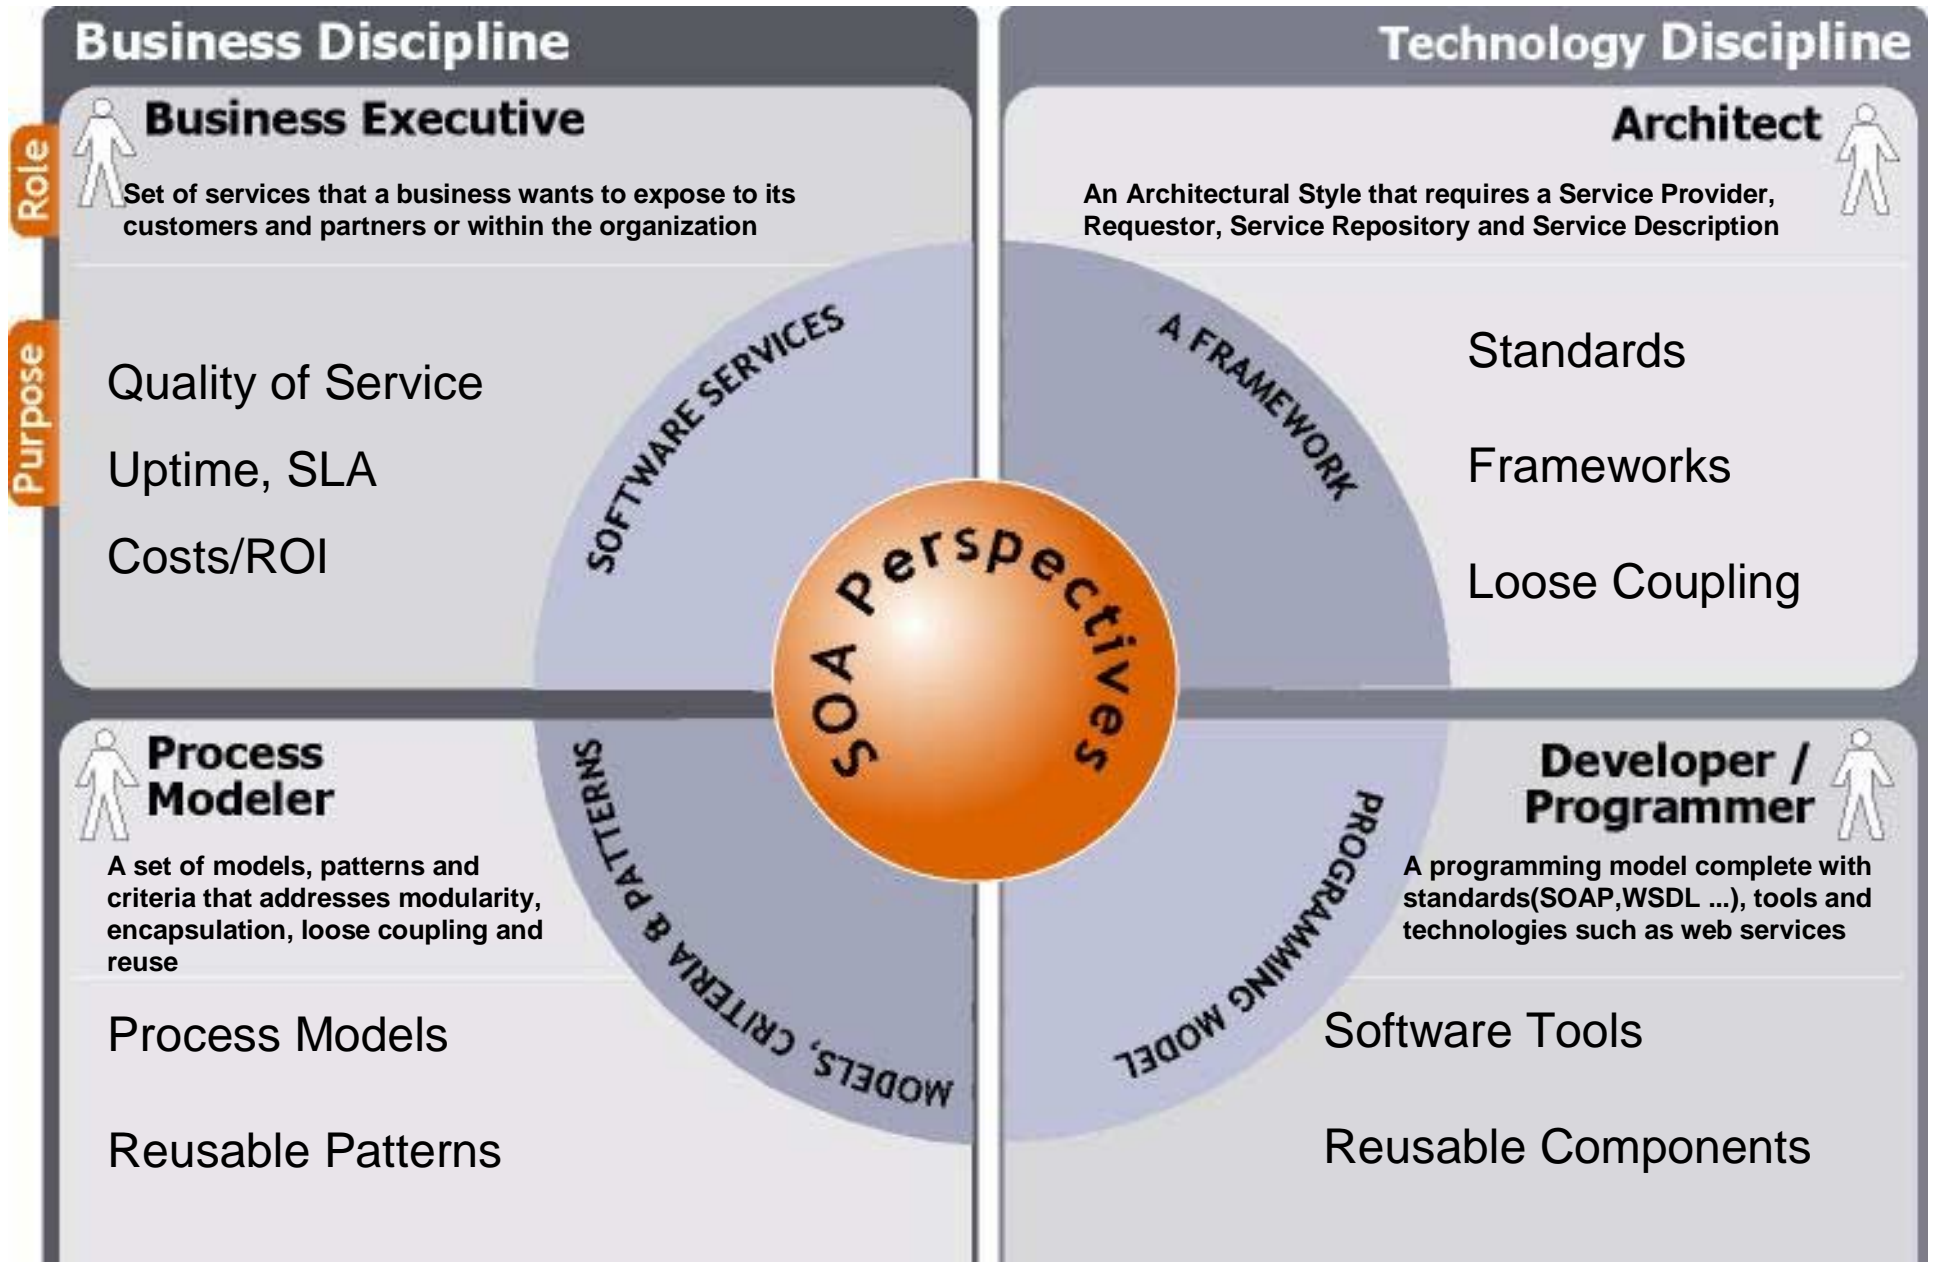 Business Discipline
Technology Discipline
Role
Business Executive
Set of services that a business wants to expose to its
customers and partners or within the organization
Architect
An Architectural Style that requires a Service Provider,
Requestor, Service Repository and Service Description
Purpose
Quality of Service
Uptime, SLA
Costs/ROI
SOFTWARE SERVICES
A FRAMEWORK
Standards
Frameworks
Loose Coupling
SOA Perspectives
Process
Modeler
A set of models, patterns and
criteria that addresses modularity,
encapsulation, loose coupling and
reuse
Process Models
Reusable Patterns
MODELS, CRITERIA & PATTERNS
PROGRAMMING MODEL
Developer /
Programmer
A programming model complete with
standards(SOAP,WSDL ...), tools and
technologies such as web services
Software Tools
Reusable Components